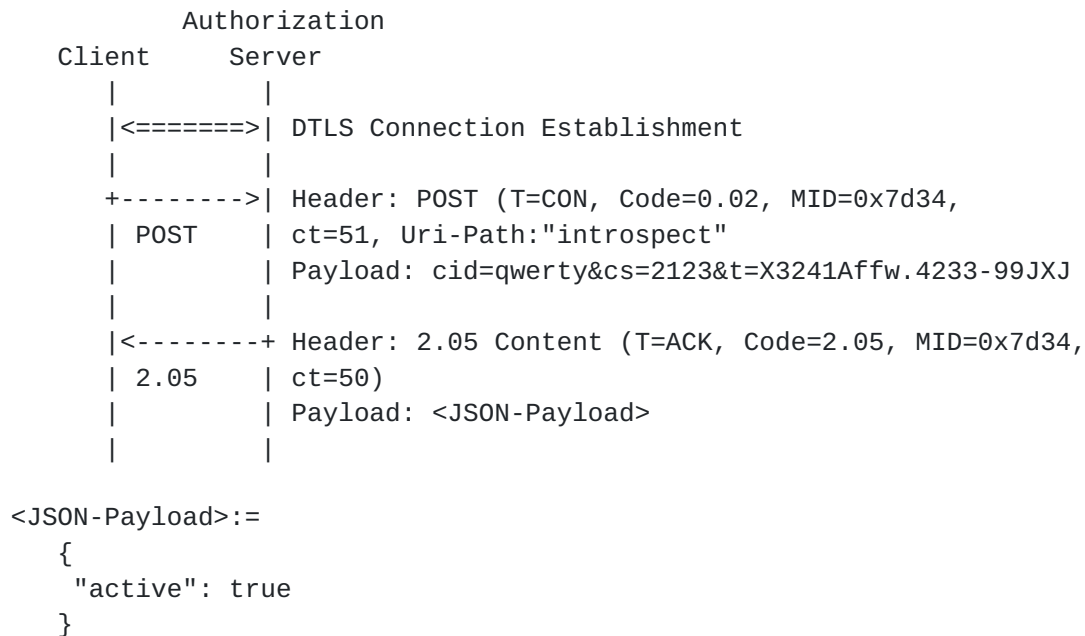 Authorization
   Client     Server
      |          |
      |<=======>| DTLS Connection Establishment
      |          |
      +-------->| Header: POST (T=CON, Code=0.02, MID=0x7d34,
      | POST     | ct=51, Uri-Path:"introspect"
      |          | Payload: cid=qwerty&cs=2123&t=X3241Affw.4233-99JXJ
      |          |
      |<--------+ Header: 2.05 Content (T=ACK, Code=2.05, MID=0x7d34,
      | 2.05     | ct=50)
      |          | Payload: <JSON-Payload>
      |          |
<JSON-Payload>:=
   {
    "active": true
   }